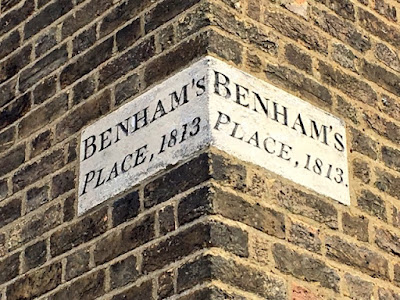 BENHAM'S
PLACE, 1813
BENHAM'S
PLACE, 1813.